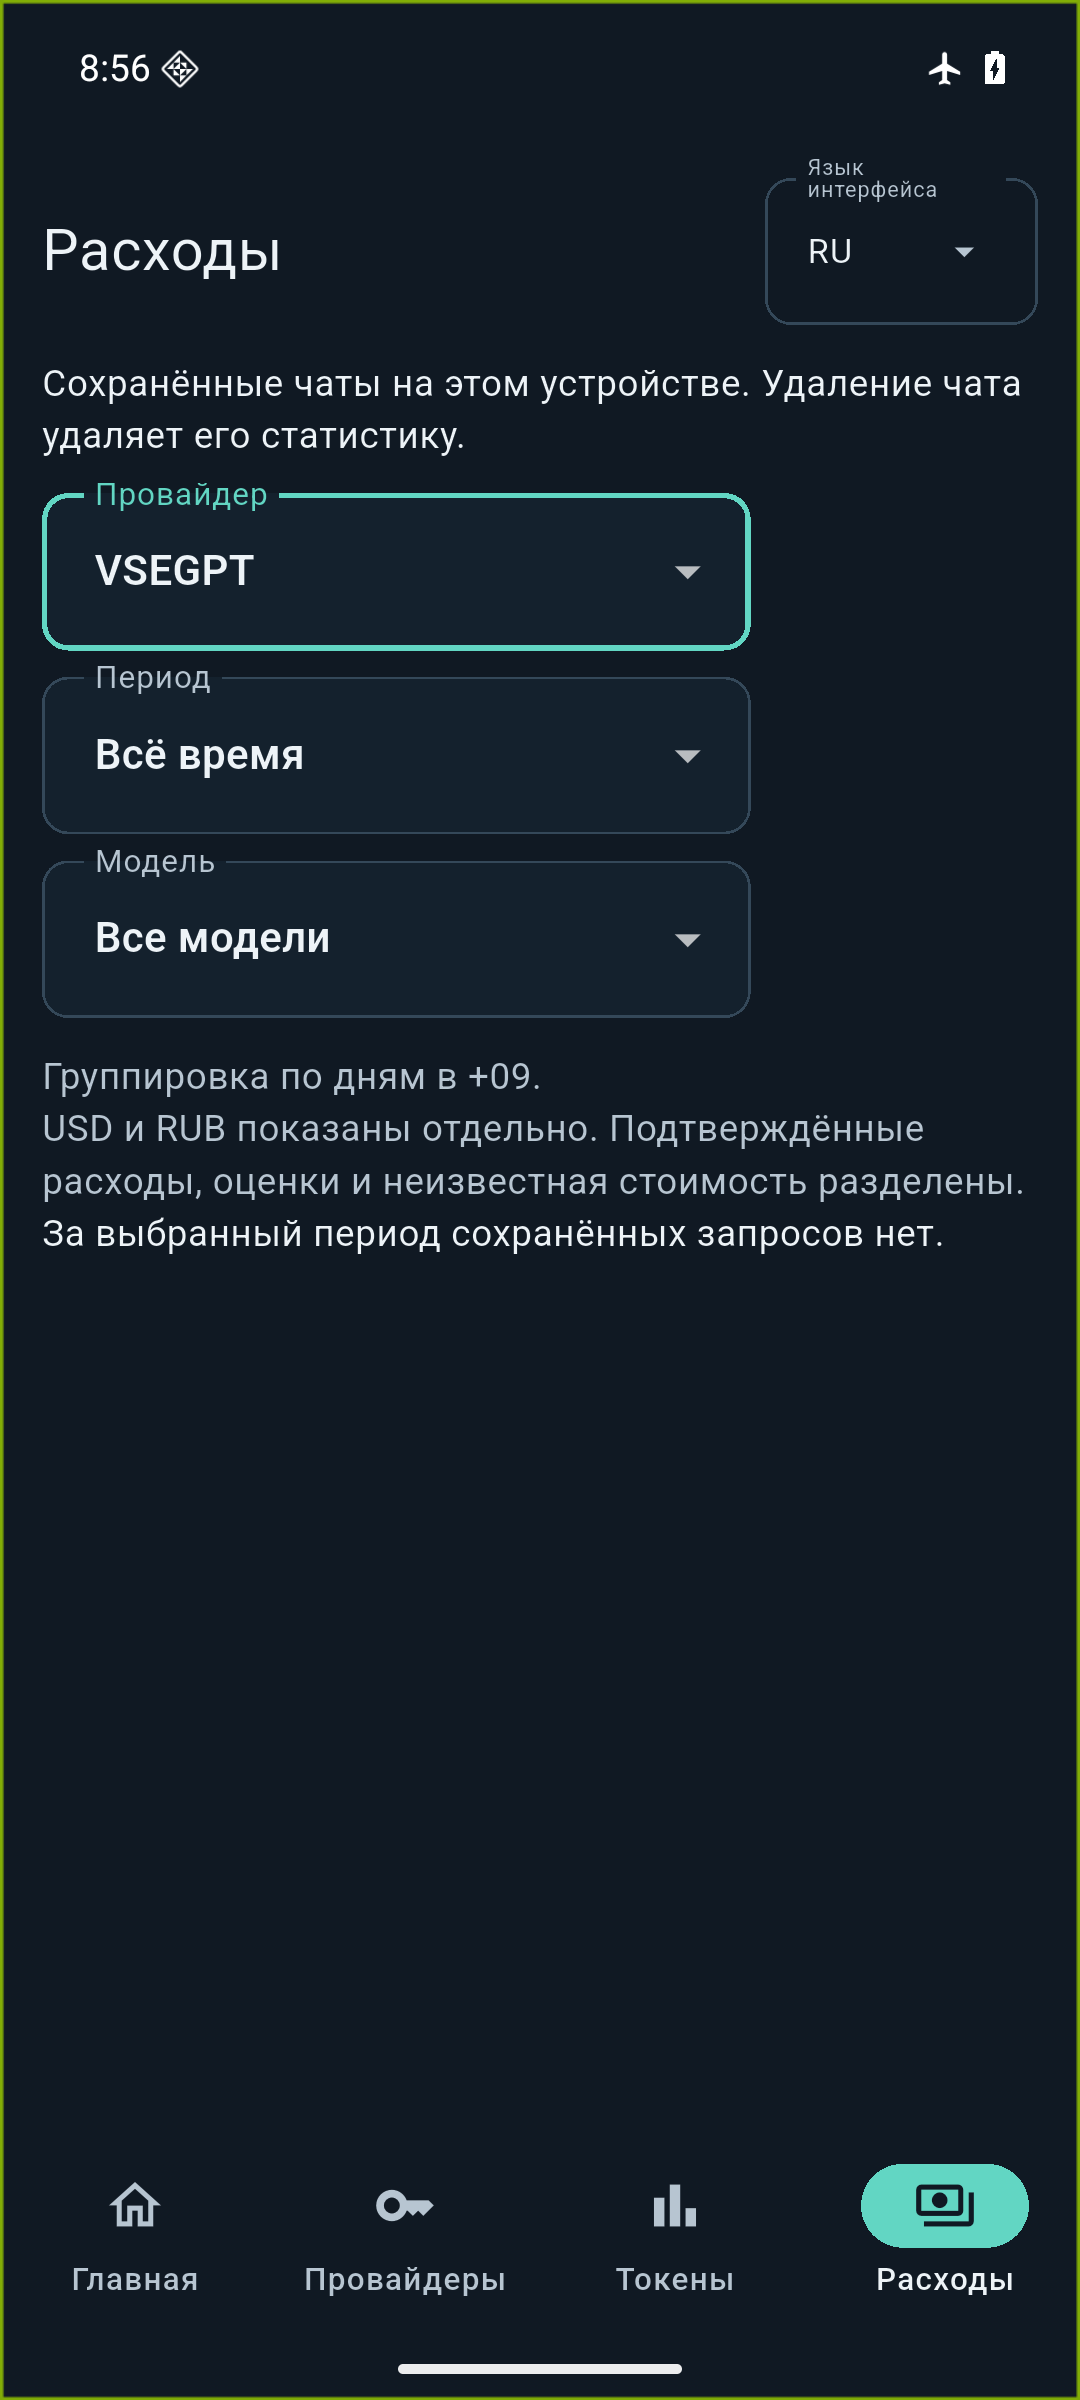 8:56
Язык
интерфейса
Расходы
RU
Сохранённые чаты на этом устройстве. Удаление чата
удаляет его статистику.
Провайдер
VSEGPT
Период
Всё время
Модель
Все модели
Группировка по дням в +09.
USD и RUB показаны отдельно. Подтверждённые
расходы, оценки и неизвестная стоимость разделены.
За выбранный период сохранённых запросов нет.
Главная
Провайдеры
Токены
Расходы